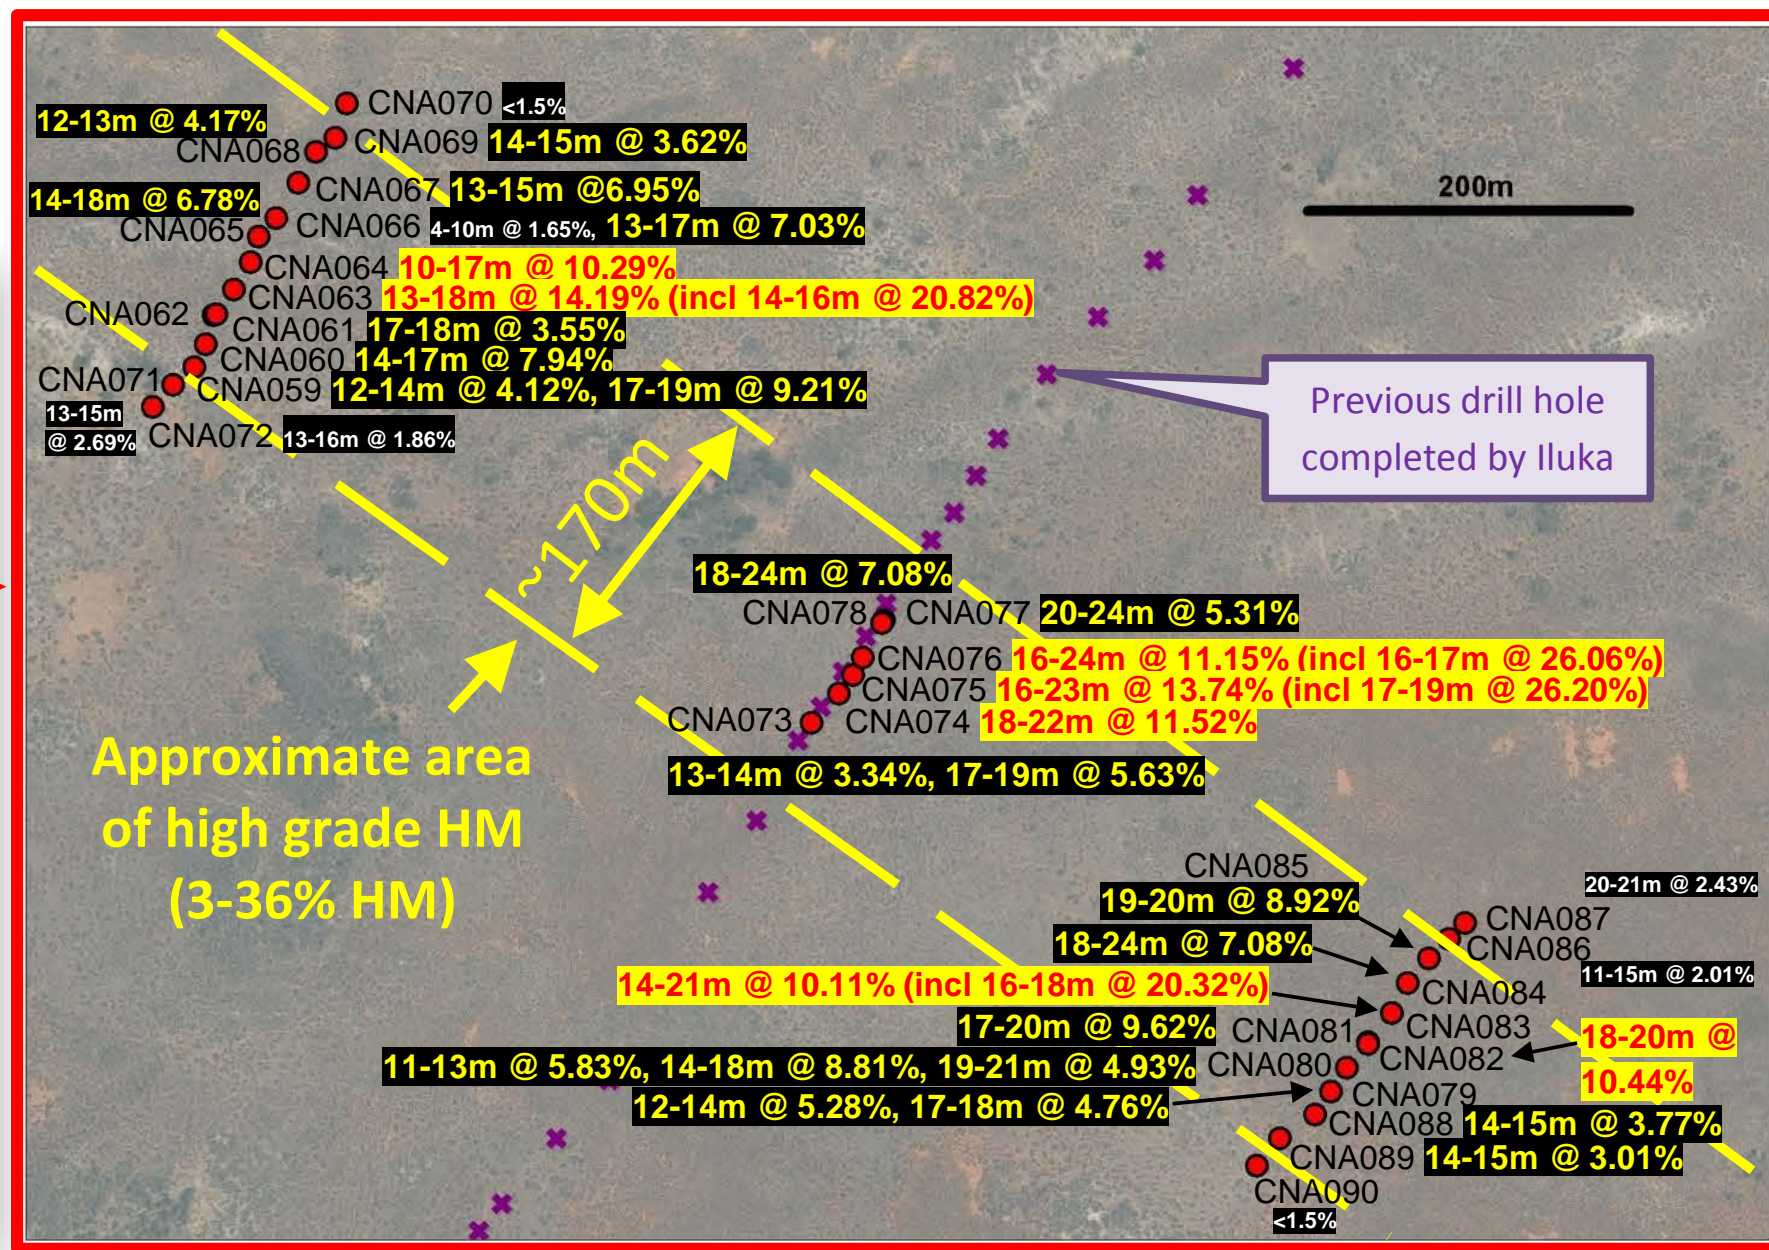 CNA070 <1.5%
12-13m @ 4.17%
CNA069 14-15m @ 3.62%
CNA068
CNA067 13-15m @6.95%
14-18m @ 6.78%
200m
CNA066 4-10m @ 1.65%, 13-17m @ 7.03%
CNA065
CNA064 10-17m @ 10.29%
CNA063 13-18m @ 14.19% (incl 14-16m @ 20.82%)
CNA062
CNA061 17-18m @ 3.55%
CNA060 14-17m @ 7.94%
CNA071
CNA059 12-14m @ 4.12%, 17-19m @ 9.21%
13-15m
@ 2.69%
CNA072 13-16m @ 1.86%
Previous drill hole
completed by Iluka
~170m
18-24m @ 7.08%
CNA078
CNA077 20-24m @ 5.31%
CNA076 16-24m @ 11.15% (incl 16-17m @ 26.06%)
CNA075 16-23m @ 13.74% (incl 17-19m @ 26.20%)
CNA073
CNA074 18-22m @ 11.52%
13-14m @ 3.34%, 17-19m @ 5.63%
Approximate area
of high grade HM
(3-36% HM)
CNA085
19-20m @ 8.92%
20-21m @ 2.43%
CNA087
18-24m @ 7.08%
CNA086
11-15m @ 2.01%
14-21m @ 10.11% (incl 16-18m @ 20.32%)
CNA084
17-20m @ 9.62%
CNA081
CNA083
18-20m @
10.44%
11-13m @ 5.83%, 14-18m @ 8.81%, 19-21m @ 4.93%
CNA080
CNA082
12-14m @ 5.28%, 17-18m @ 4.76%
CNA079
CNA088 14-15m @ 3.77%
CNA089 14-15m @ 3.01%
CNA090
<1.5%